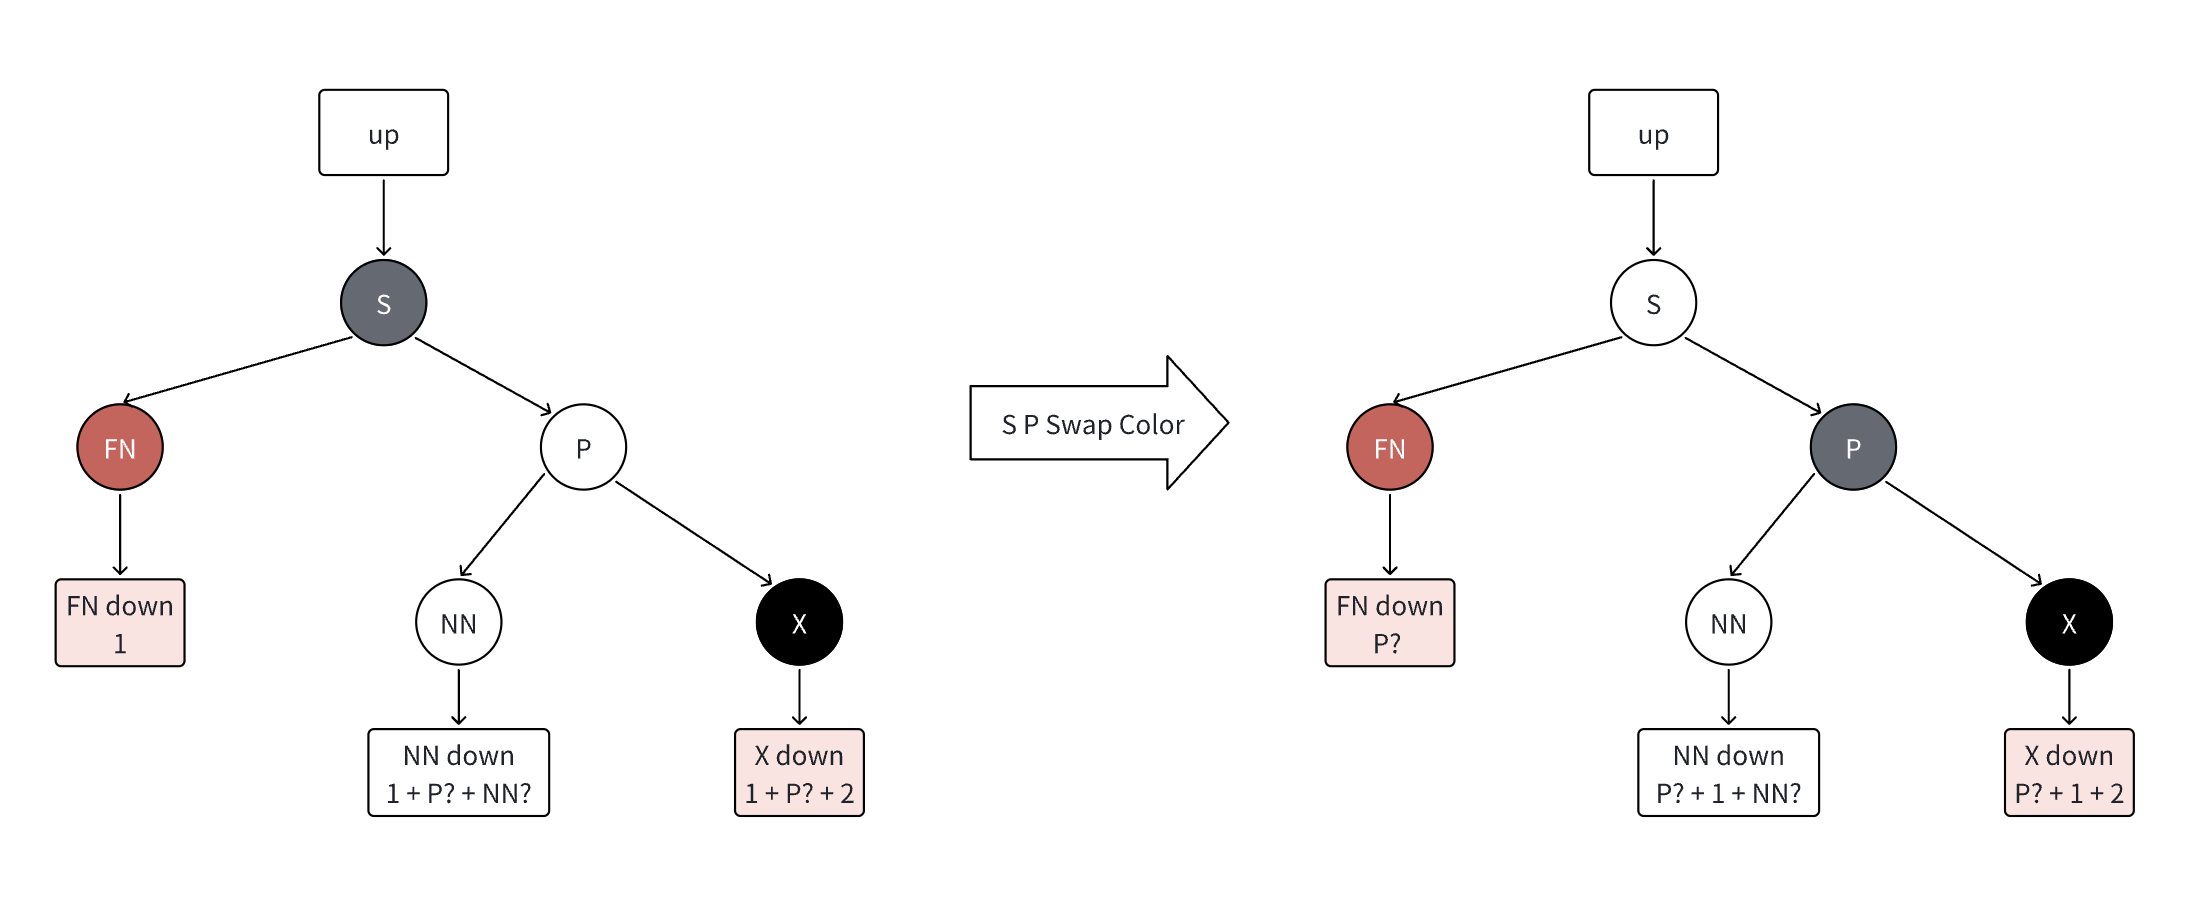 up
S
FN
P
FN down
1
NN
X
NN down
1 + P? + NN?
X down
1 + P? + 2
S P Swap Color
up
S
FN
P
FN down
P?
NN
X
NN down
P? + 1 + NN?
X down
P? + 1 + 2